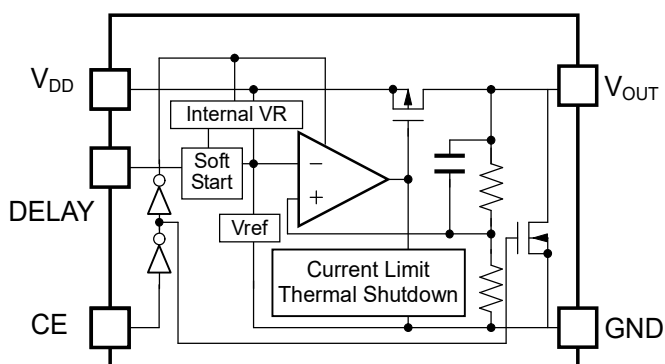 VDD
Internal VR
Soft
Start
DELAY
Vref
−
+
Current Limit
Thermal Shutdown
CE
VOUT
GND